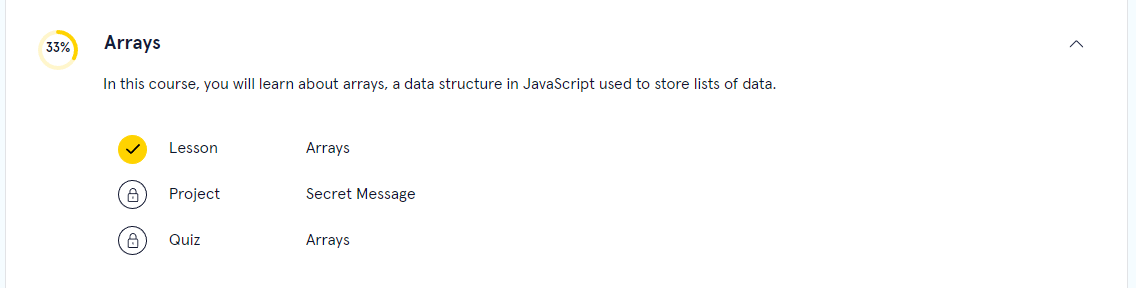 33% Arrays
In this course, you will learn about arrays, a data structure in JavaScript used to store lists of data.
Lesson Arrays
Project Secret Message
Quiz Arrays